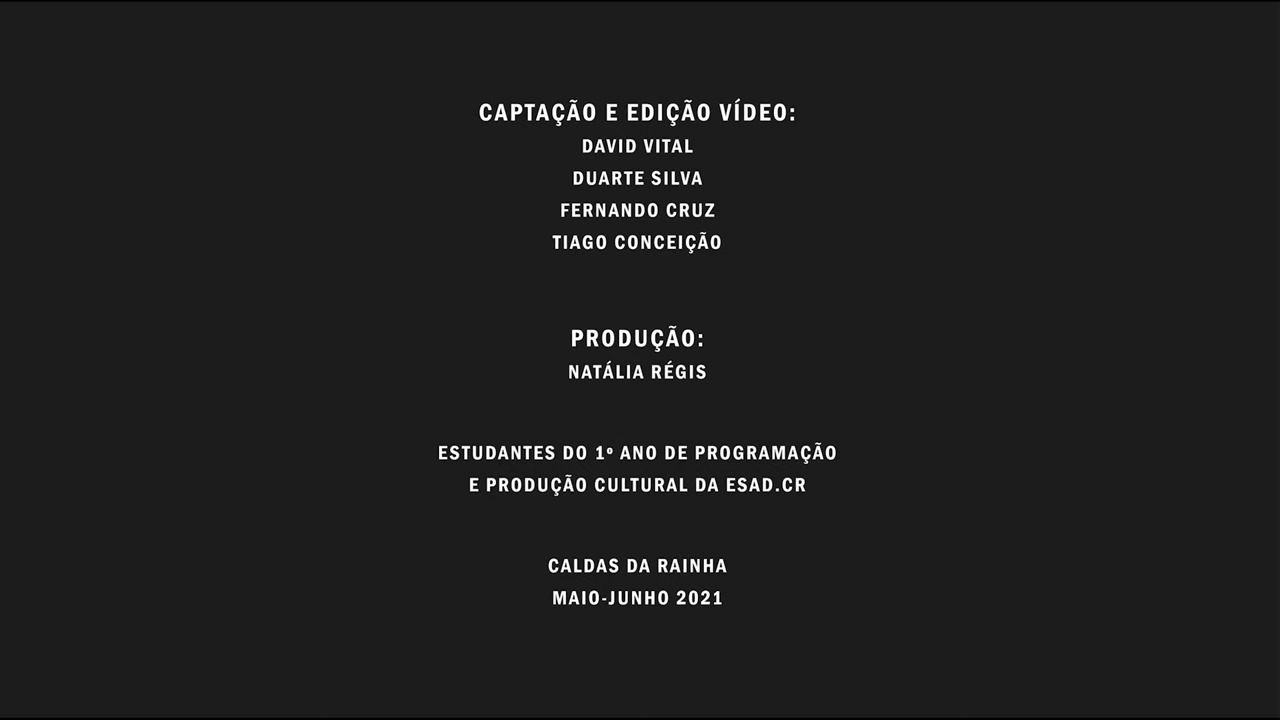 CAPTAÇÃO E EDIÇÃO VÍDEO:
DAVID VITAL
DUARTE SILVA
FERNANDO CRUZ
TIAGO CONCEIÇÃO
PRODUÇÃO:
NATÁLIA RÉGIS
ESTUDANTES DO 1º ANO DE PROGRAMAÇÃO
E PRODUÇÃO CULTURAL DA ESAD.CR
CALDAS DA RAINHA
MAIO-JUNHO 2021